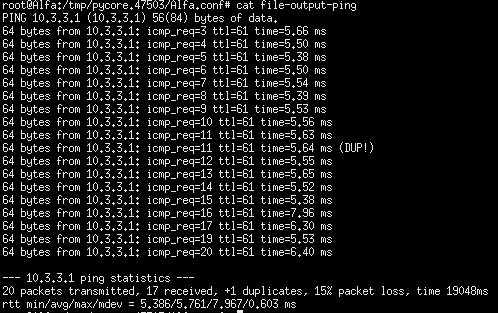 root@Alfa:/tmp/pycore.47503/Alfa.conf# cat file-output-ping
PING 10.3.3.1 (10.3.3.1) 56(84) bytes of data.
64 bytes from 10.3.3.1: icmp_req=3 ttl=61 time=5.66 ms
64 bytes from 10.3.3.1: icmp_req=4 ttl=61 time=5.50 ms
64 bytes from 10.3.3.1: icmp_req=5 ttl=61 time=5.38 ms
64 bytes from 10.3.3.1: icmp_req=6 ttl=61 time=5.50 ms
64 bytes from 10.3.3.1: icmp_req=7 ttl=61 time=5.54 ms
64 bytes from 10.3.3.1: icmp_req=8 ttl=61 time=5.39 ms
64 bytes from 10.3.3.1: icmp_req=9 ttl=61 time=5.53 ms
64 bytes from 10.3.3.1: icmp_req=10 ttl=61 time=5.56 ms
64 bytes from 10.3.3.1: icmp_req=11 ttl=61 time=5.63 ms
64 bytes from 10.3.3.1: icmp_req=11 ttl=61 time=5.64 ms (DUP!)
64 bytes from 10.3.3.1: icmp_req=12 ttl=61 time=5.55 ms
64 bytes from 10.3.3.1: icmp_req=13 ttl=61 time=5.65 ms
64 bytes from 10.3.3.1: icmp_req=14 ttl=61 time=5.52 ms
64 bytes from 10.3.3.1: icmp_req=15 ttl=61 time=5.38 ms
64 bytes from 10.3.3.1: icmp_req=16 ttl=61 time=7.96 ms
64 bytes from 10.3.3.1: icmp_req=17 ttl=61 time=6.30 ms
64 bytes from 10.3.3.1: icmp_req=19 ttl=61 time=5.53 ms
64 bytes from 10.3.3.1: icmp_req=20 ttl=61 time=6.40 ms
--- 10.3.3.1 ping statistics ---
20 packets transmitted, 17 received, +1 duplicates, 15% packet loss, time 19048ms
rtt min/avg/max/mdev = 5.386/5.761/7.967/0.603 ms